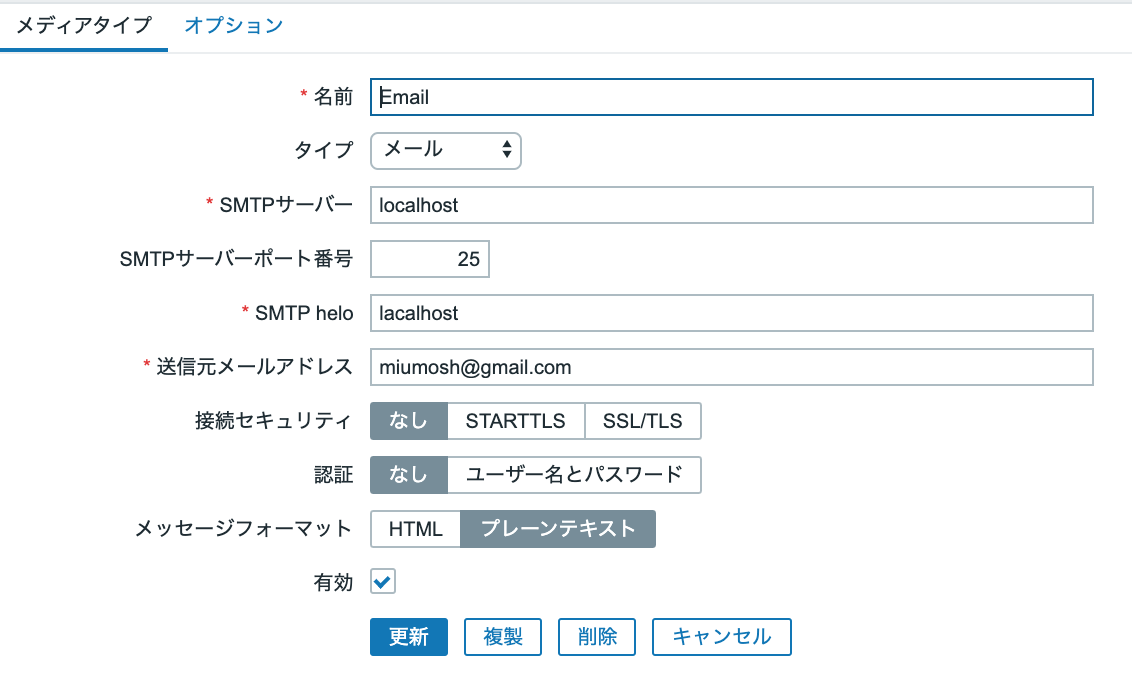 メディアタイプ オプション
* 名前 Email
タイプ メール
* SMTPサーバー localhost
SMTPサーバーポート番号 25
* SMTP helo lacalhost
* 送信元メールアドレス miumosh@gmail.com
接続セキュリティ なし STARTTLS SSL/TLS
認証 なし ユーザー名とパスワード
メッセージフォーマット HTML プレーンテキスト
有効
更新 複製 削除 キャンセル